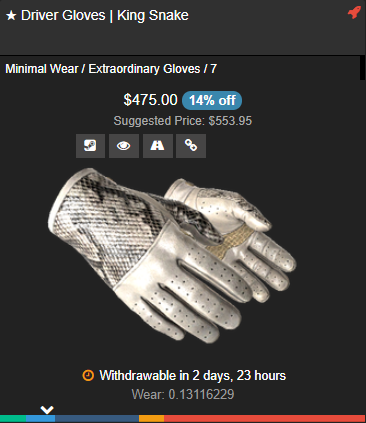 ★ Driver Gloves | King Snake
Minimal Wear / Extraordinary Gloves / 7
$475.00 14% off
Suggested Price: $553.95
Withdrawable in 2 days, 23 hours
Wear: 0.13116229